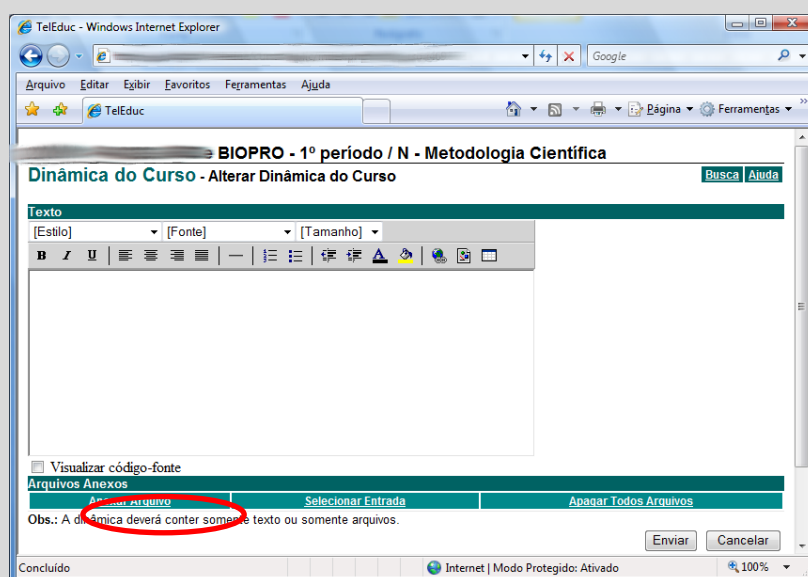 TelEduc - Windows Internet Explorer
Google
Arquivo Editar Exibir Favoritos Ferramentas Ajuda
TelEduc Página Ferramentas
BIOPRO - 1º período / N - Metodologia Científica
Dinâmica do Curso - Alterar Dinâmica do Curso Busca Ajuda
Texto
[Estilo] [Fonte] [Tamanho]
B I U A
Visualizar código-fonte
Arquivos Anexos
Anexar Arquivo Selecionar Entrada Apagar Todos Arquivos
Obs.: A dinâmica deverá conter somente texto ou somente arquivos.
Enviar Cancelar
Concluído Internet | Modo Protegido: Ativado 100%